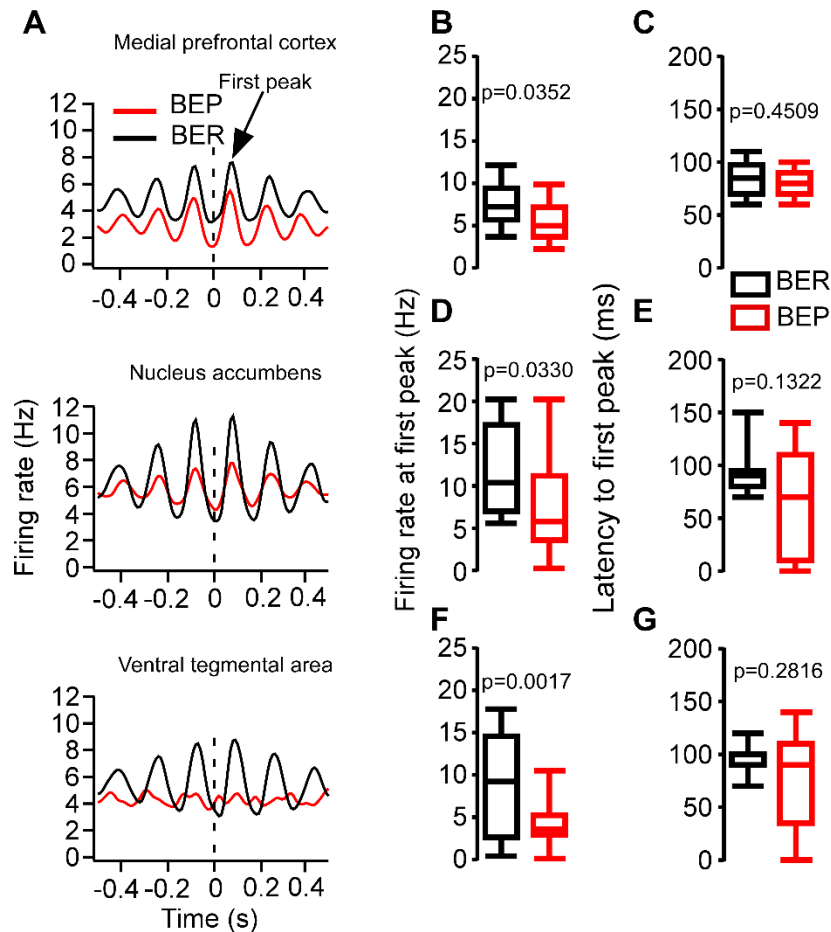 A
Medial prefrontal cortex
First peak
BEP
BER
12
10
8
6
4
2
0
-0.4 -0.2 0 0.2 0.4
Nucleus accumbens
12
10
8
6
4
2
0
-0.4 -0.2 0 0.2 0.4
Firing rate (Hz)
Ventral tegmental area
12
10
8
6
4
2
0
-0.4 -0.2 0 0.2 0.4
Time (s)
B
25
20
15
10
5
0
p=0.0352
C
200
150
100
50
0
p=0.4509
BER
BEP
Firing rate at first peak (Hz)
D
25
20
15
10
5
0
p=0.0330
Latency to first peak (ms)
E
200
150
100
50
0
p=0.1322
F
25
20
15
10
5
0
p=0.0017
G
200
150
100
50
0
p=0.2816